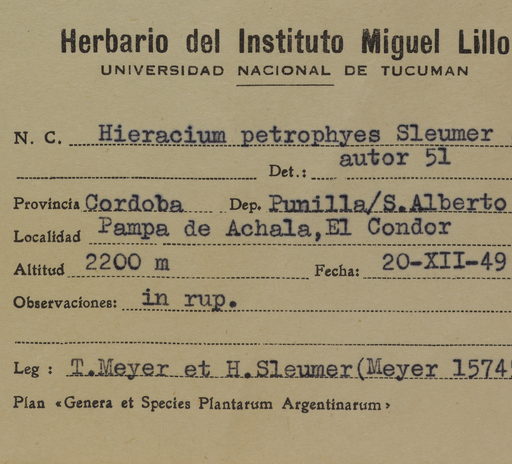 Herbario del Instituto Miguel Lillo
UNIVERSIDAD NACIONAL DE TUCUMAN
N. C. Hieracium petrophyes Sleumer
Det.: autor 51
Provincia Cordoba Dep. Punilla/S.Alberto
Localidad Pampa de Achala,El Condor
Altitud 2200 m Fecha: 20-XII-49
Observaciones: in rup.
Leg : T.Meyer et H.Sleumer(Meyer 1574
Plan «Genera et Species Plantarum Argentinarum»